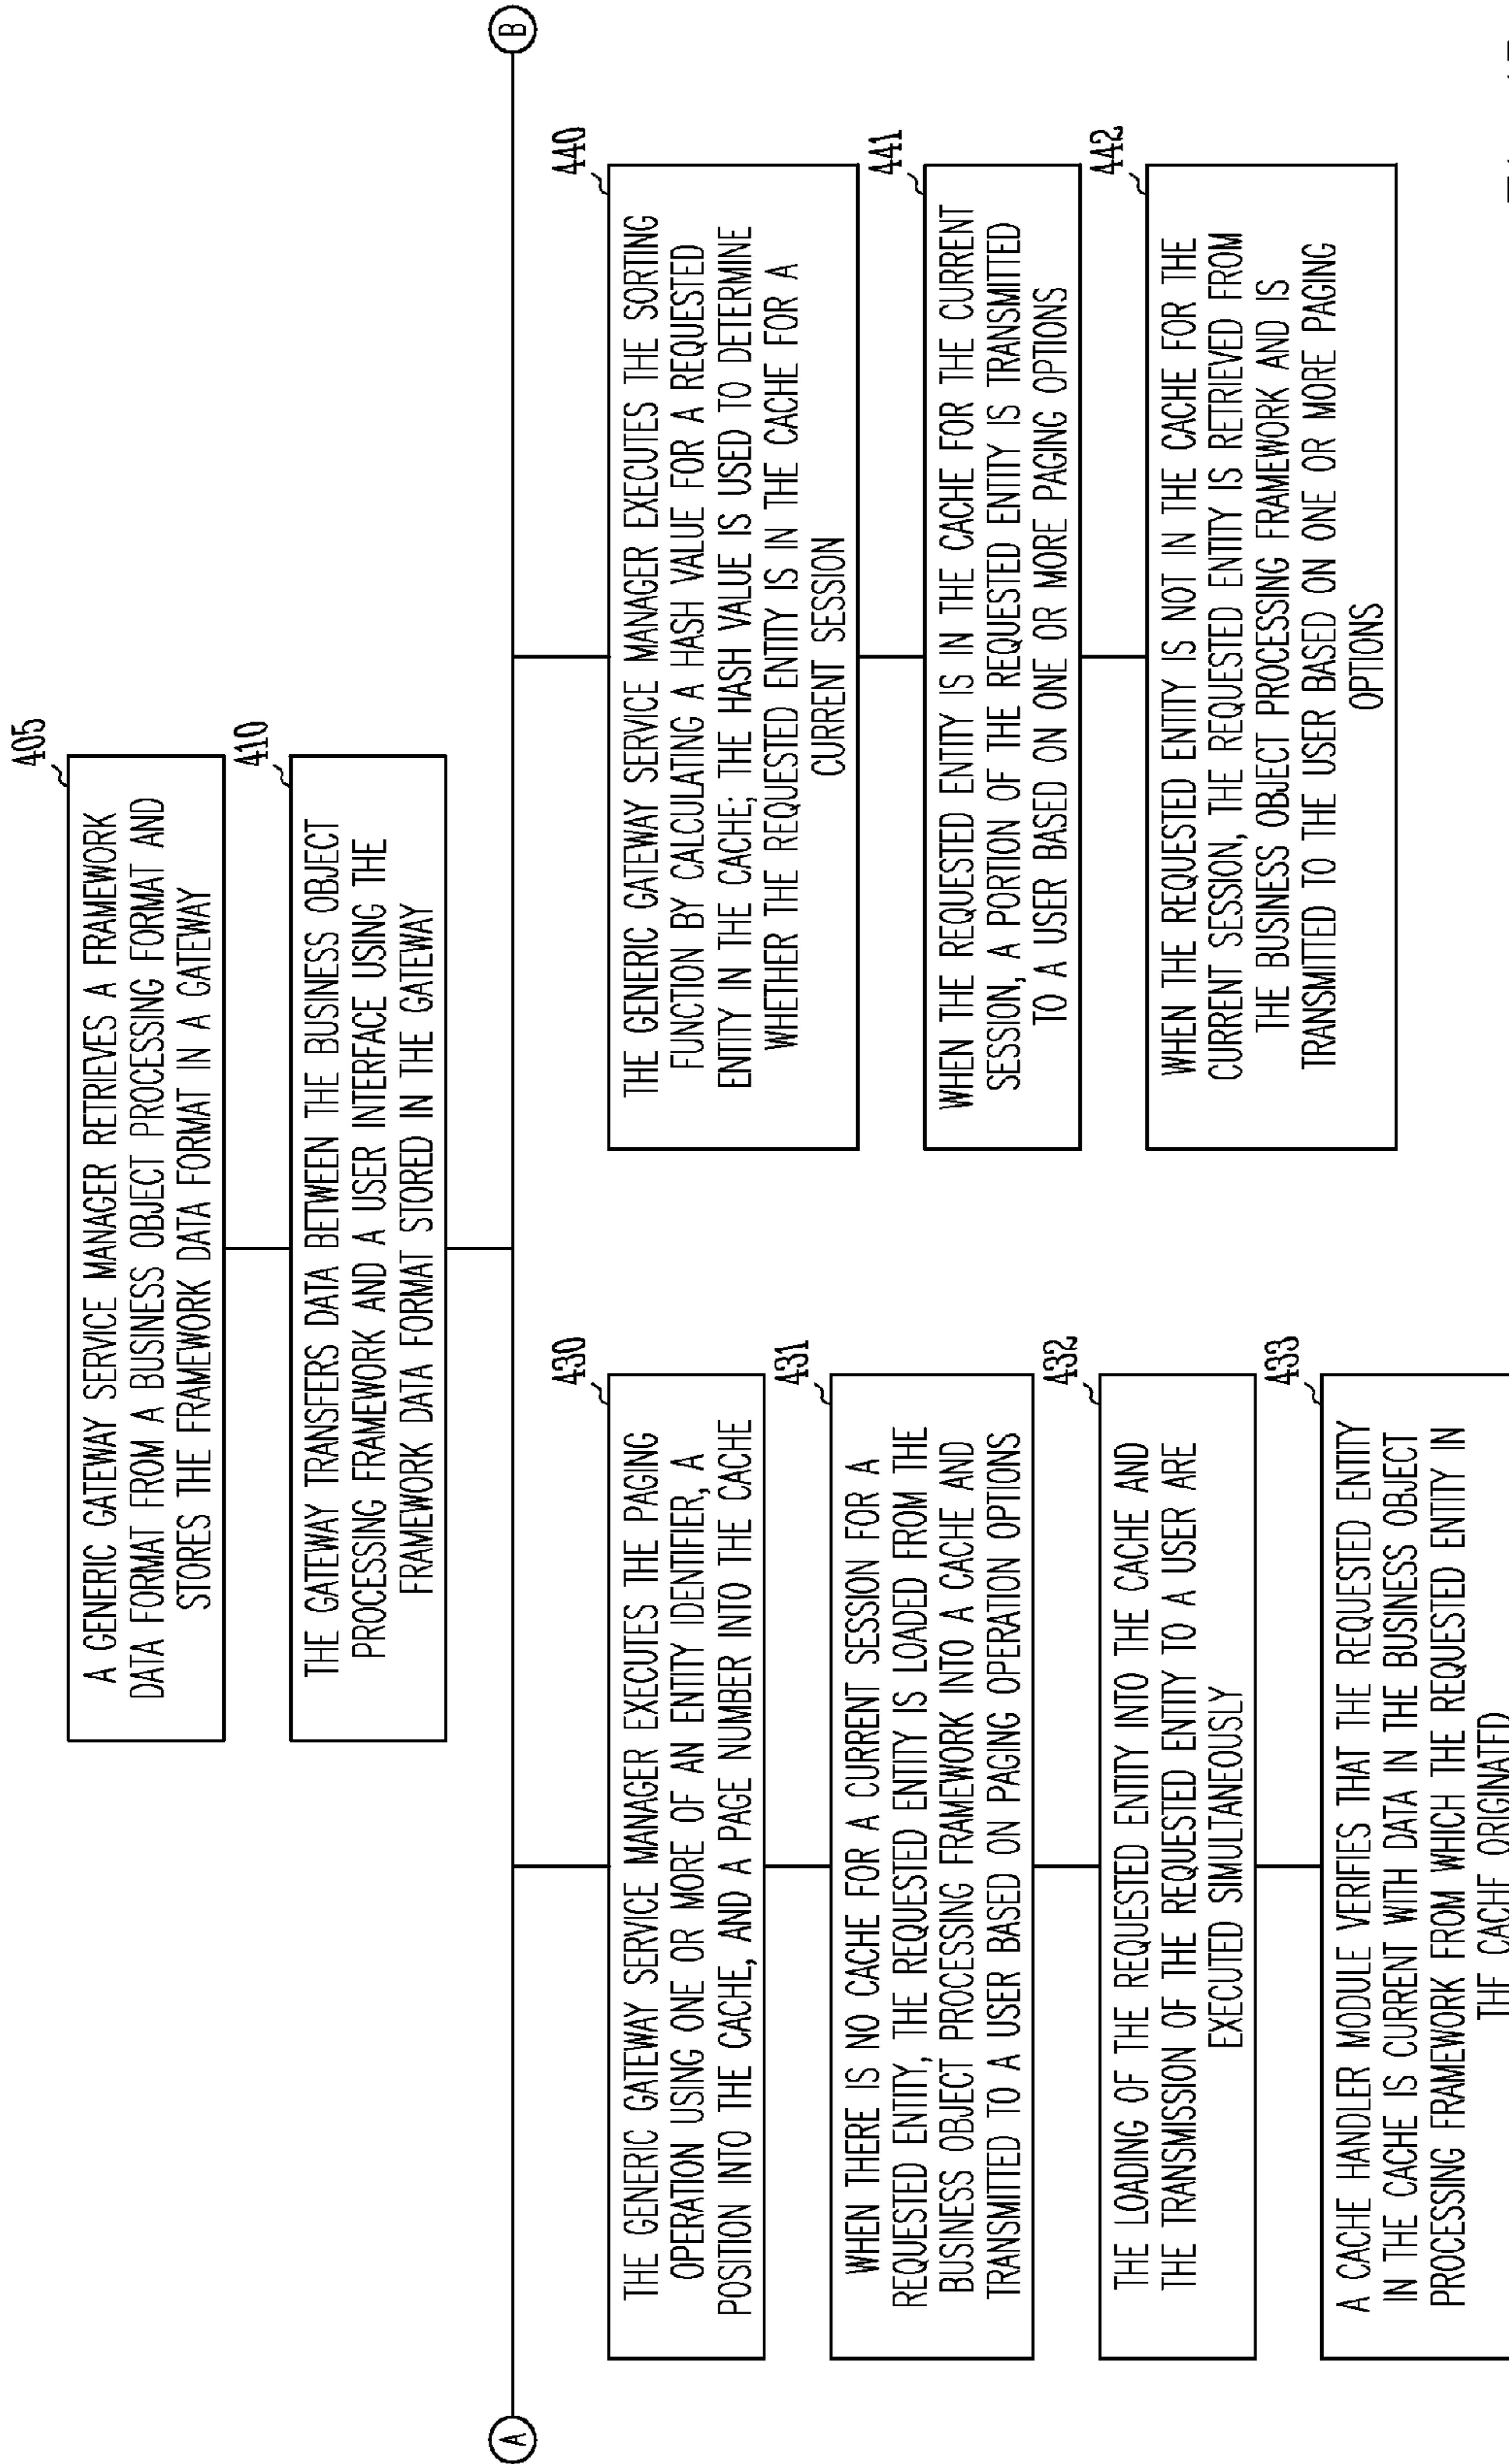 405
A GENERIC GATEWAY SERVICE MANAGER RETRIEVES A FRAMEWORK
DATA FORMAT FROM A BUSINESS OBJECT PROCESSING FORMAT AND
STORES THE FRAMEWORK DATA FORMAT IN A GATEWAY
410
THE GATEWAY TRANSFERS DATA BETWEEN THE BUSINESS OBJECT
PROCESSING FRAMEWORK AND A USER INTERFACE USING THE
FRAMEWORK DATA FORMAT STORED IN THE GATEWAY
A
B
430
THE GENERIC GATEWAY SERVICE MANAGER EXECUTES THE PAGING
OPERATION USING ONE OR MORE OF AN ENTITY IDENTIFIER, A
POSITION INTO THE CACHE, AND A PAGE NUMBER INTO THE CACHE
431
WHEN THERE IS NO CACHE FOR A CURRENT SESSION FOR A
REQUESTED ENTITY, THE REQUESTED ENTITY IS LOADED FROM THE
BUSINESS OBJECT PROCESSING FRAMEWORK INTO A CACHE AND
TRANSMITTED TO A USER BASED ON PAGING OPERATION OPTIONS
432
THE LOADING OF THE REQUESTED ENTITY INTO THE CACHE AND
THE TRANSMISSION OF THE REQUESTED ENTITY TO A USER ARE
EXECUTED SIMULTANEOUSLY
433
A CACHE HANDLER MODULE VERIFIES THAT THE REQUESTED ENTITY
IN THE CACHE IS CURRENT WITH DATA IN THE BUSINESS OBJECT
PROCESSING FRAMEWORK FROM WHICH THE REQUESTED ENTITY IN
THE CACHE ORIGINATED
440
THE GENERIC GATEWAY SERVICE MANAGER EXECUTES THE SORTING
FUNCTION BY CALCULATING A HASH VALUE FOR A REQUESTED
ENTITY IN THE CACHE; THE HASH VALUE IS USED TO DETERMINE
WHETHER THE REQUESTED ENTITY IS IN THE CACHE FOR A
CURRENT SESSION
441
WHEN THE REQUESTED ENTITY IS IN THE CACHE FOR THE CURRENT
SESSION, A PORTION OF THE REQUESTED ENTITY IS TRANSMITTED
TO A USER BASED ON ONE OR MORE PAGING OPTIONS
442
WHEN THE REQUESTED ENTITY IS NOT IN THE CACHE FOR THE
CURRENT SESSION, THE REQUESTED ENTITY IS RETRIEVED FROM
THE BUSINESS OBJECT PROCESSING FRAMEWORK AND IS
TRANSMITTED TO THE USER BASED ON ONE OR MORE PAGING
OPTIONS